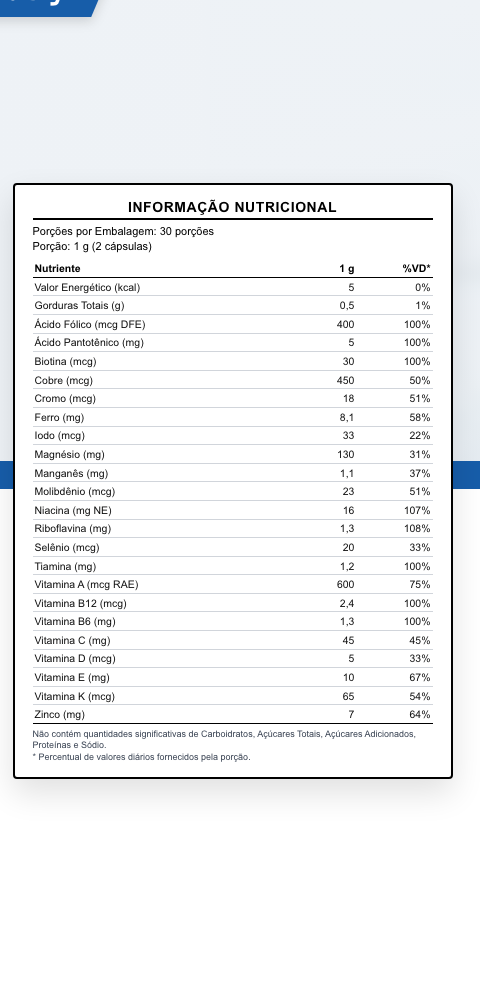 INFORMAÇÃO NUTRICIONAL
Porções por Embalagem: 30 porções
Porção: 1 g (2 cápsulas)
Nutriente 1 g %VD*
Valor Energético (kcal) 5 0%
Gorduras Totais (g) 0,5 1%
Ácido Fólico (mcg DFE) 400 100%
Ácido Pantotênico (mg) 5 100%
Biotina (mcg) 30 100%
Cobre (mcg) 450 50%
Cromo (mcg) 18 51%
Ferro (mg) 8,1 58%
Iodo (mcg) 33 22%
Magnésio (mg) 130 31%
Manganês (mg) 1,1 37%
Molibdênio (mcg) 23 51%
Niacina (mg NE) 16 107%
Riboflavina (mg) 1,3 108%
Selênio (mcg) 20 33%
Tiamina (mg) 1,2 100%
Vitamina A (mcg RAE) 600 75%
Vitamina B12 (mcg) 2,4 100%
Vitamina B6 (mg) 1,3 100%
Vitamina C (mg) 45 45%
Vitamina D (mcg) 5 33%
Vitamina E (mg) 10 67%
Vitamina K (mcg) 65 54%
Zinco (mg) 7 64%
Não contém quantidades significativas de Carboidratos, Açúcares Totais, Açúcares Adicionados,
Proteínas e Sódio.
* Percentual de valores diários fornecidos pela porção.